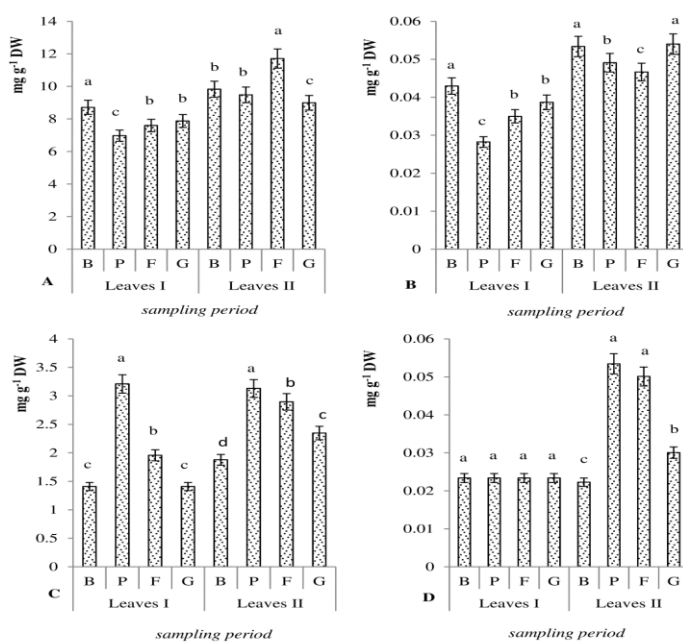 mg g-1 DW
14
12
10
8
6
4
2
0
a
c
b
b
b
b
a
c
B P F G B P F G
Leaves I Leaves II
A
sampling period
mg g-1 DW
0.06
0.05
0.04
0.03
0.02
0.01
0
a
c
b
b
a
b
c
a
B P F G B P F G
Leaves I Leaves II
B
sampling period
mg g-1 DW
4
3.5
3
2.5
2
1.5
1
0.5
0
c
a
b
c
d
a
b
c
B P F G B P F G
Leaves I Leaves II
C
sampling period
mg g-1 DW
0.06
0.05
0.04
0.03
0.02
0.01
0
a
a
a
a
c
a
a
b
B P F G B P F G
Leaves I Leaves II
D
sampling period